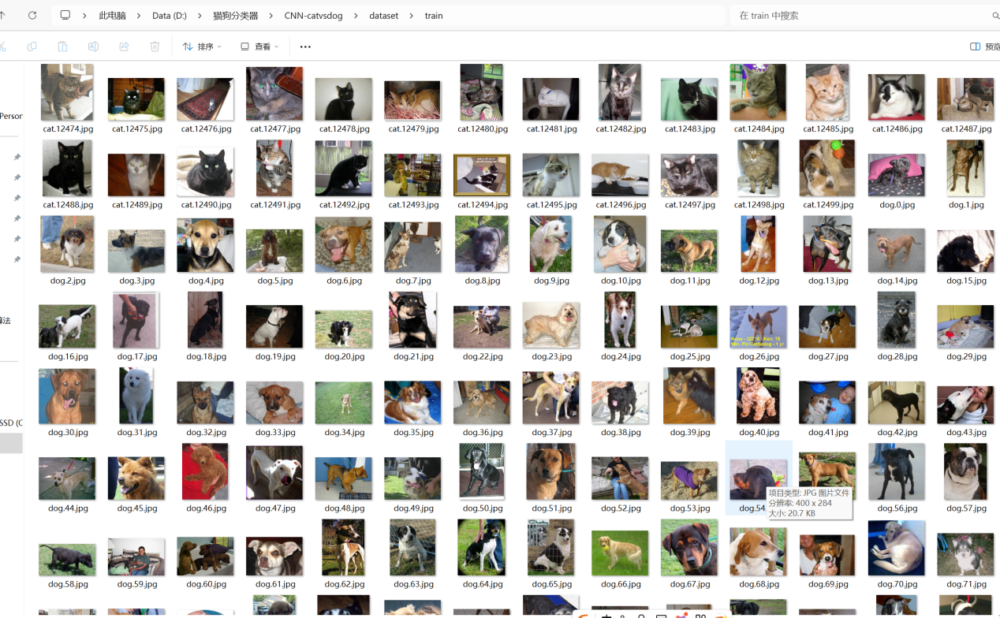 此电脑 > Data (D:) > 猫狗分类器 > CNN-catvsdog > dataset > train
在 train 中搜索
排序 查看 ••• 预览
cat.12474.jpg cat.12475.jpg cat.12476.jpg cat.12477.jpg cat.12478.jpg cat.12479.jpg cat.12480.jpg cat.12481.jpg cat.12482.jpg cat.12483.jpg cat.12484.jpg cat.12485.jpg cat.12486.jpg cat.12487.jpg
Person
cat.12488.jpg cat.12489.jpg cat.12490.jpg cat.12491.jpg cat.12492.jpg cat.12493.jpg cat.12494.jpg cat.12495.jpg cat.12496.jpg cat.12497.jpg cat.12498.jpg cat.12499.jpg dog.0.jpg dog.1.jpg
dog.2.jpg dog.3.jpg dog.4.jpg dog.5.jpg dog.6.jpg dog.7.jpg dog.8.jpg dog.9.jpg dog.10.jpg dog.11.jpg dog.12.jpg dog.13.jpg dog.14.jpg dog.15.jpg
算法
Nana - 32218 - Ken. 15
Min. Pin/Cattledog - 1 yr
dog.16.jpg dog.17.jpg dog.18.jpg dog.19.jpg dog.20.jpg dog.21.jpg dog.22.jpg dog.23.jpg dog.24.jpg dog.25.jpg dog.26.jpg dog.27.jpg dog.28.jpg dog.29.jpg
SSD (C
dog.30.jpg dog.31.jpg dog.32.jpg dog.33.jpg dog.34.jpg dog.35.jpg dog.36.jpg dog.37.jpg dog.38.jpg dog.39.jpg dog.40.jpg dog.41.jpg dog.42.jpg dog.43.jpg
dog.44.jpg dog.45.jpg dog.46.jpg dog.47.jpg dog.48.jpg dog.49.jpg dog.50.jpg dog.51.jpg dog.52.jpg dog.53.jpg dog.54. dog.56.jpg dog.57.jpg
项目类型: JPG 图片文件
分辨率: 400 x 284
大小: 20.7 KB
dog.58.jpg dog.59.jpg dog.60.jpg dog.61.jpg dog.62.jpg dog.63.jpg dog.64.jpg dog.65.jpg dog.66.jpg dog.67.jpg dog.68.jpg dog.69.jpg dog.70.jpg dog.71.jpg